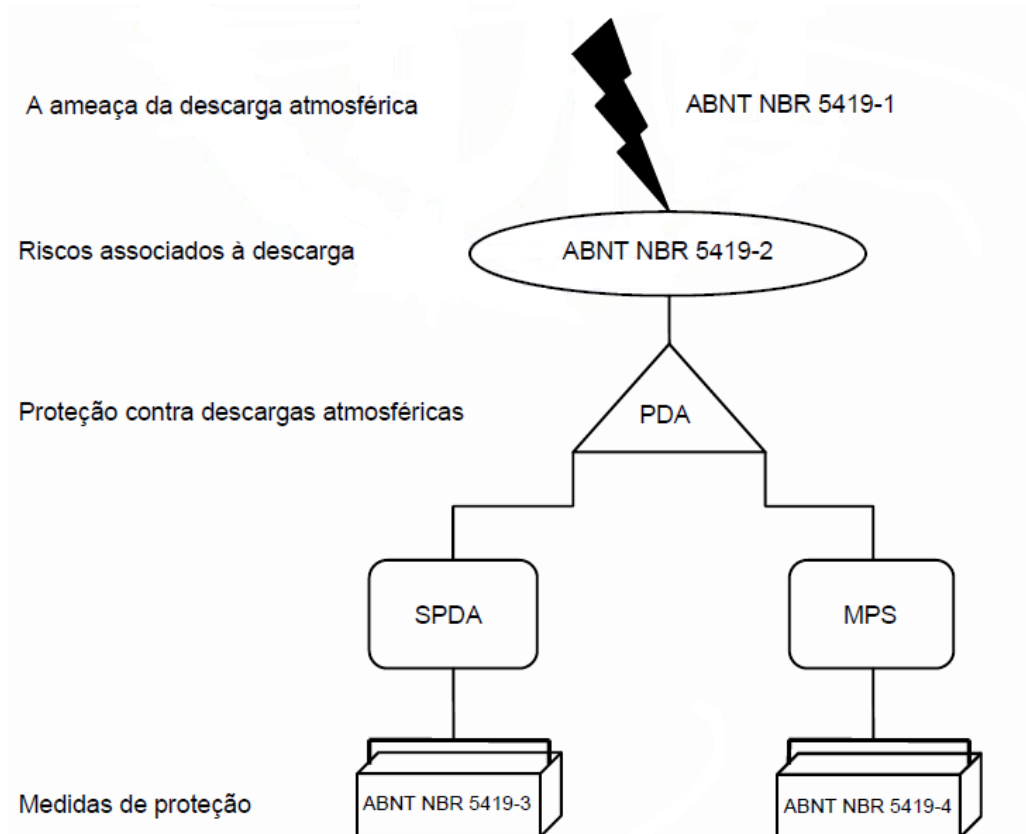 A ameaça da descarga atmosférica
ABNT NBR 5419-1
Riscos associados à descarga
ABNT NBR 5419-2
Proteção contra descargas atmosféricas
PDA
SPDA
MPS
Medidas de proteção
ABNT NBR 5419-3
ABNT NBR 5419-4